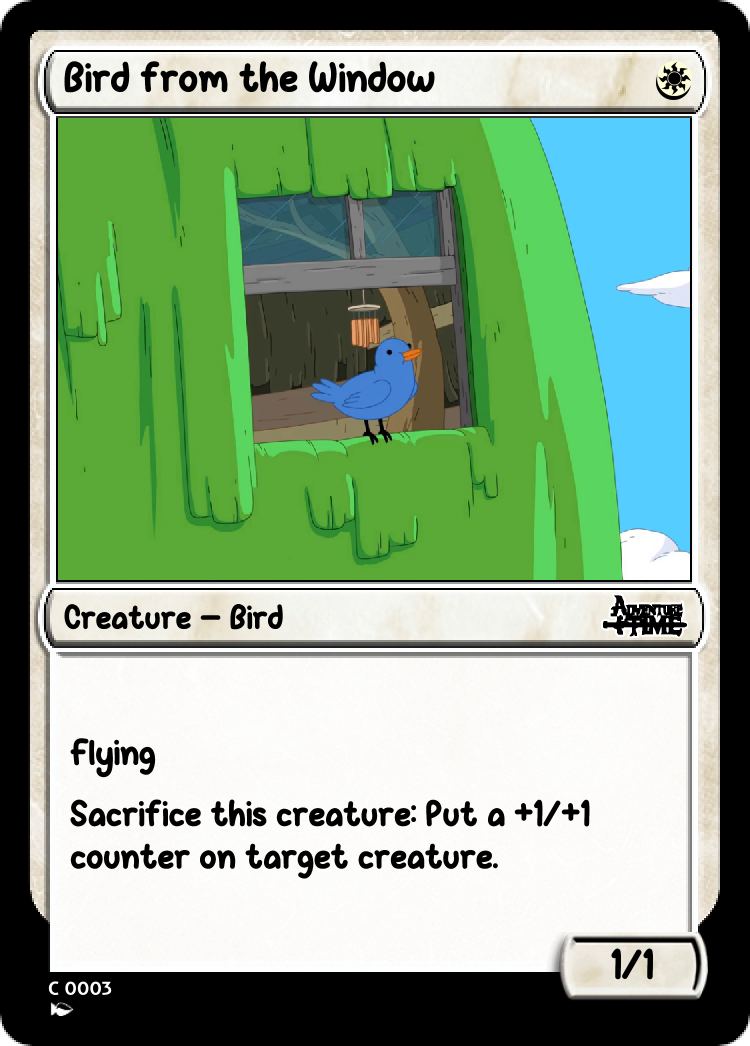 Bird from the Window
Creature – Bird
ADVENTURE
TIME
Flying
Sacrifice this creature: Put a +1/+1
counter on target creature.
1/1
C 0003